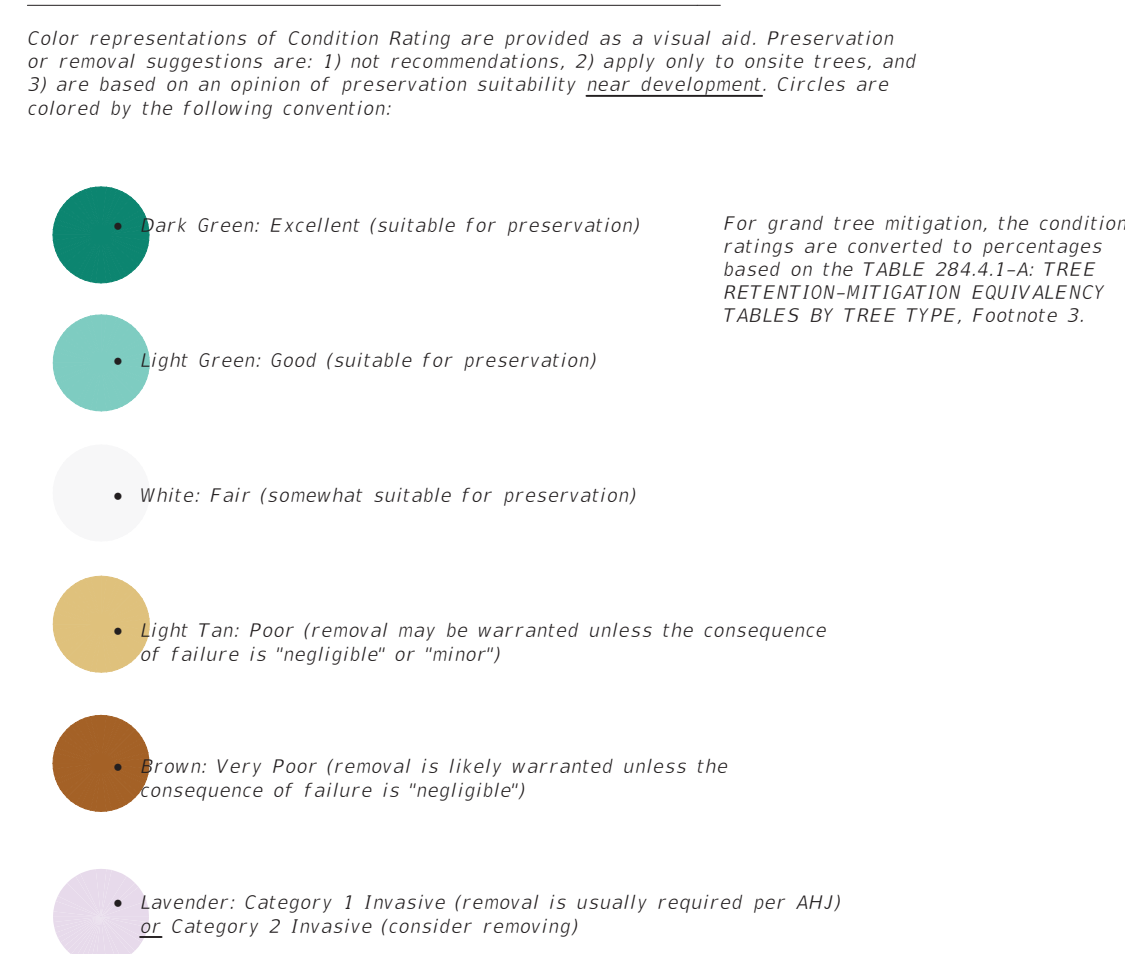 Color representations of Condition Rating are provided as a visual aid. Preservation
or removal suggestions are: 1) not recommendations, 2) apply only to onsite trees, and
3) are based on an opinion of preservation suitability near development. Circles are
colored by the following convention:
• Dark Green: Excellent (suitable for preservation)
For grand tree mitigation, the condition
ratings are converted to percentages
based on the TABLE 284.4.1-A: TREE
RETENTION-MITIGATION EQUIVALENCY
TABLES BY TREE TYPE, Footnote 3.
• Light Green: Good (suitable for preservation)
• White: Fair (somewhat suitable for preservation)
• Light Tan: Poor (removal may be warranted unless the consequence
of failure is "negligible" or "minor")
• Brown: Very Poor (removal is likely warranted unless the
consequence of failure is "negligible")
• Lavender: Category 1 Invasive (removal is usually required per AHJ)
or Category 2 Invasive (consider removing)